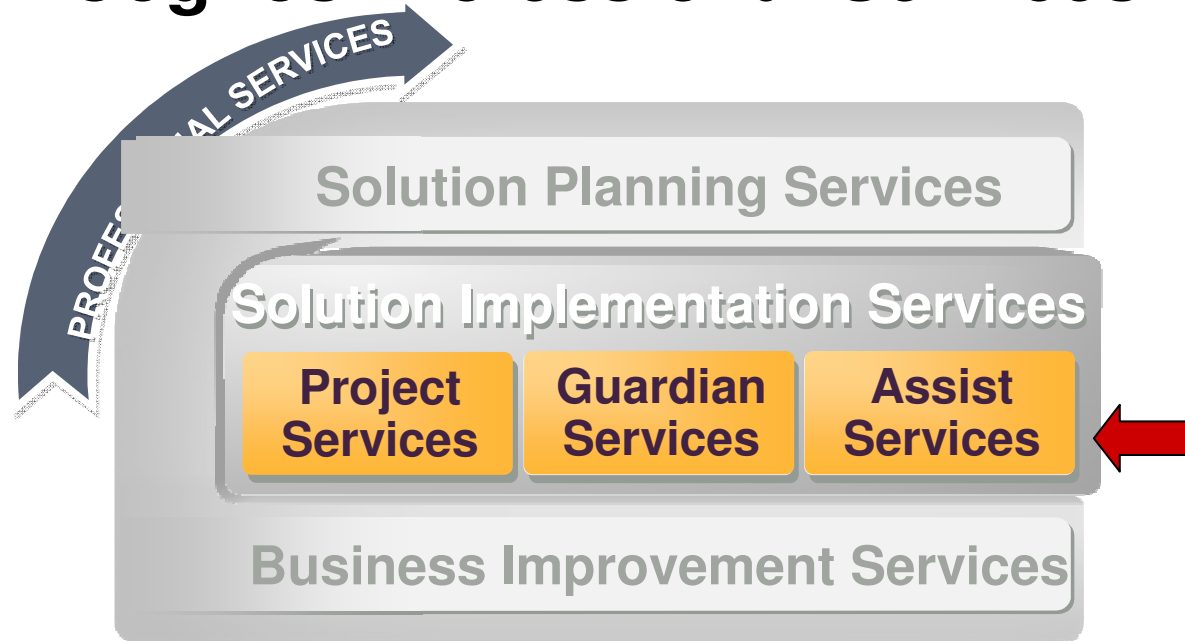 SERVICES
Solution Planning Services
Solution Implementation Services
Project
Services
Guardian
Services
Assist
Services
Business Improvement Services